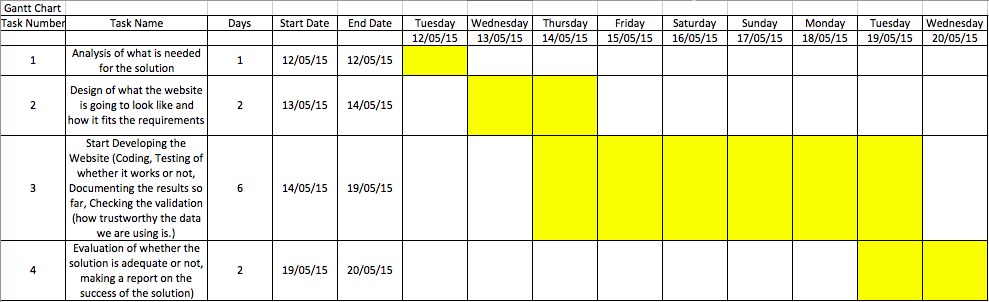 Gantt Chart
Task Number Task Name Days Start Date End Date Tuesday Wednesday Thursday Friday Saturday Sunday Monday Tuesday Wednesday
12/05/15 13/05/15 14/05/15 15/05/15 16/05/15 17/05/15 18/05/15 19/05/15 20/05/15
1 Analysis of what is needed 1 12/05/15 12/05/15
for the solution
Design of what the website
2 is going to look like and 2 13/05/15 14/05/15
how it fits the requirements
Start Developing the
Website (Coding, Testing of
whether it works or not,
3 Documenting the results so 6 14/05/15 19/05/15
far, Checking the validation
(how trustworthy the data
we are using is.)
Evaluation of whether the
solution is adequate or not,
4 making a report on the 2 19/05/15 20/05/15
success of the solution)